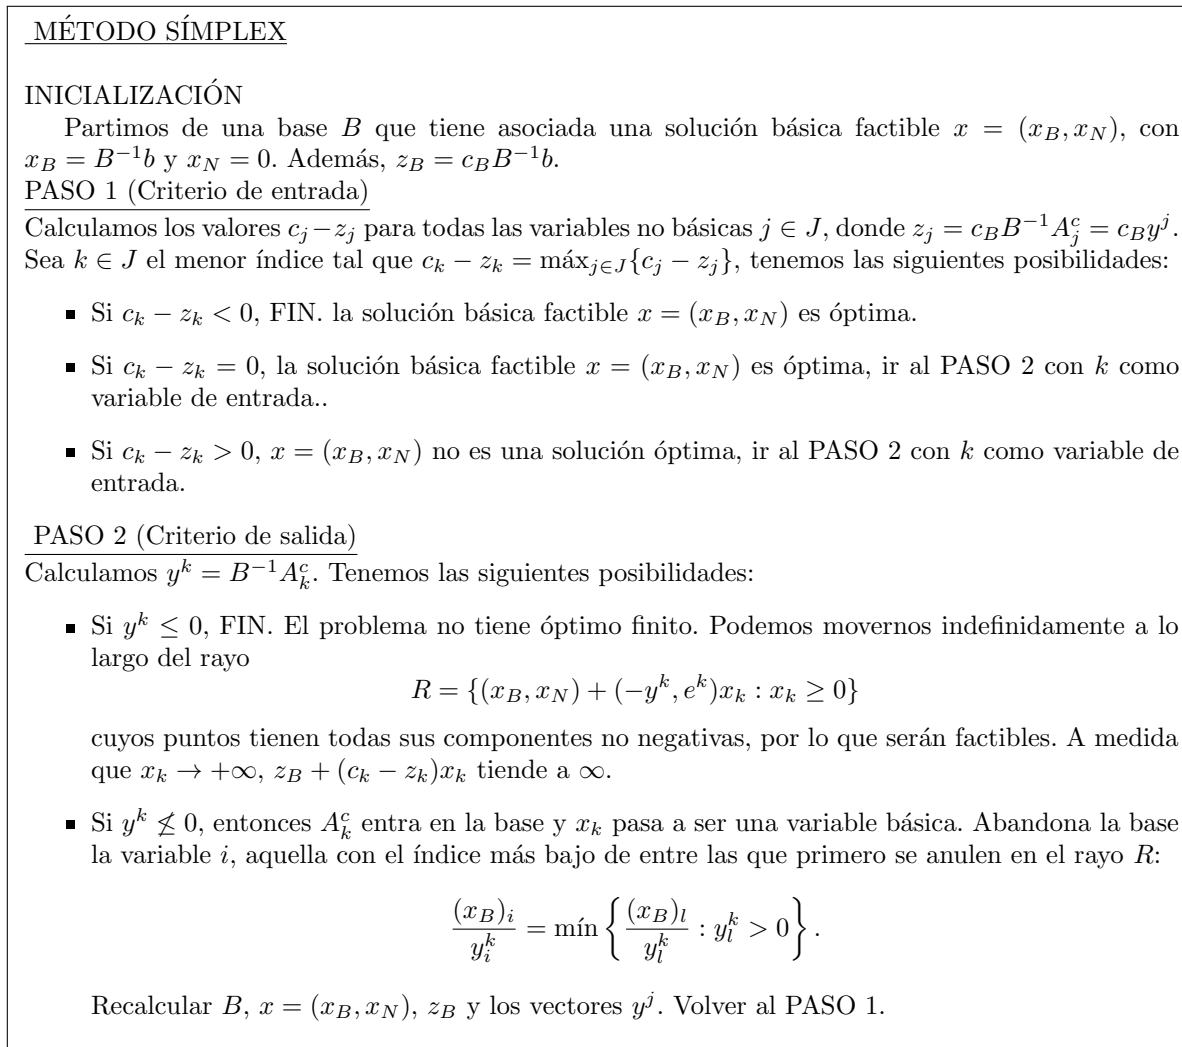 MÉTODO SÍMPLEX
INICIALIZACIÓN
Partimos de una base B que tiene asociada una solución básica factible x = (x_B, x_N), con
x_B = B^{-1}b y x_N = 0. Además, z_B = c_B B^{-1}b.
PASO 1 (Criterio de entrada)
Calculamos los valores c_j − z_j para todas las variables no básicas j ∈ J, donde z_j = c_B B^{-1} A_j^c = c_B y^j.
Sea k ∈ J el menor índice tal que c_k − z_k = máx_{j∈J}{c_j − z_j}, tenemos las siguientes posibilidades:
▪ Si c_k − z_k < 0, FIN. la solución básica factible x = (x_B, x_N) es óptima.
▪ Si c_k − z_k = 0, la solución básica factible x = (x_B, x_N) es óptima, ir al PASO 2 con k como
variable de entrada..
▪ Si c_k − z_k > 0, x = (x_B, x_N) no es una solución óptima, ir al PASO 2 con k como variable de
entrada.
PASO 2 (Criterio de salida)
Calculamos y^k = B^{-1} A_k^c. Tenemos las siguientes posibilidades:
▪ Si y^k ≤ 0, FIN. El problema no tiene óptimo finito. Podemos movernos indefinidamente a lo
largo del rayo
R = {(x_B, x_N) + (−y^k, e^k)x_k : x_k ≥ 0}
cuyos puntos tienen todas sus componentes no negativas, por lo que serán factibles. A medida
que x_k → +∞, z_B + (c_k − z_k)x_k tiende a ∞.
▪ Si y^k ≰ 0, entonces A_k^c entra en la base y x_k pasa a ser una variable básica. Abandona la base
la variable i, aquella con el índice más bajo de entre las que primero se anulen en el rayo R:
(x_B)_i / y_i^k = mín { (x_B)_l / y_l^k : y_l^k > 0 } .
Recalcular B, x = (x_B, x_N), z_B y los vectores y^j. Volver al PASO 1.